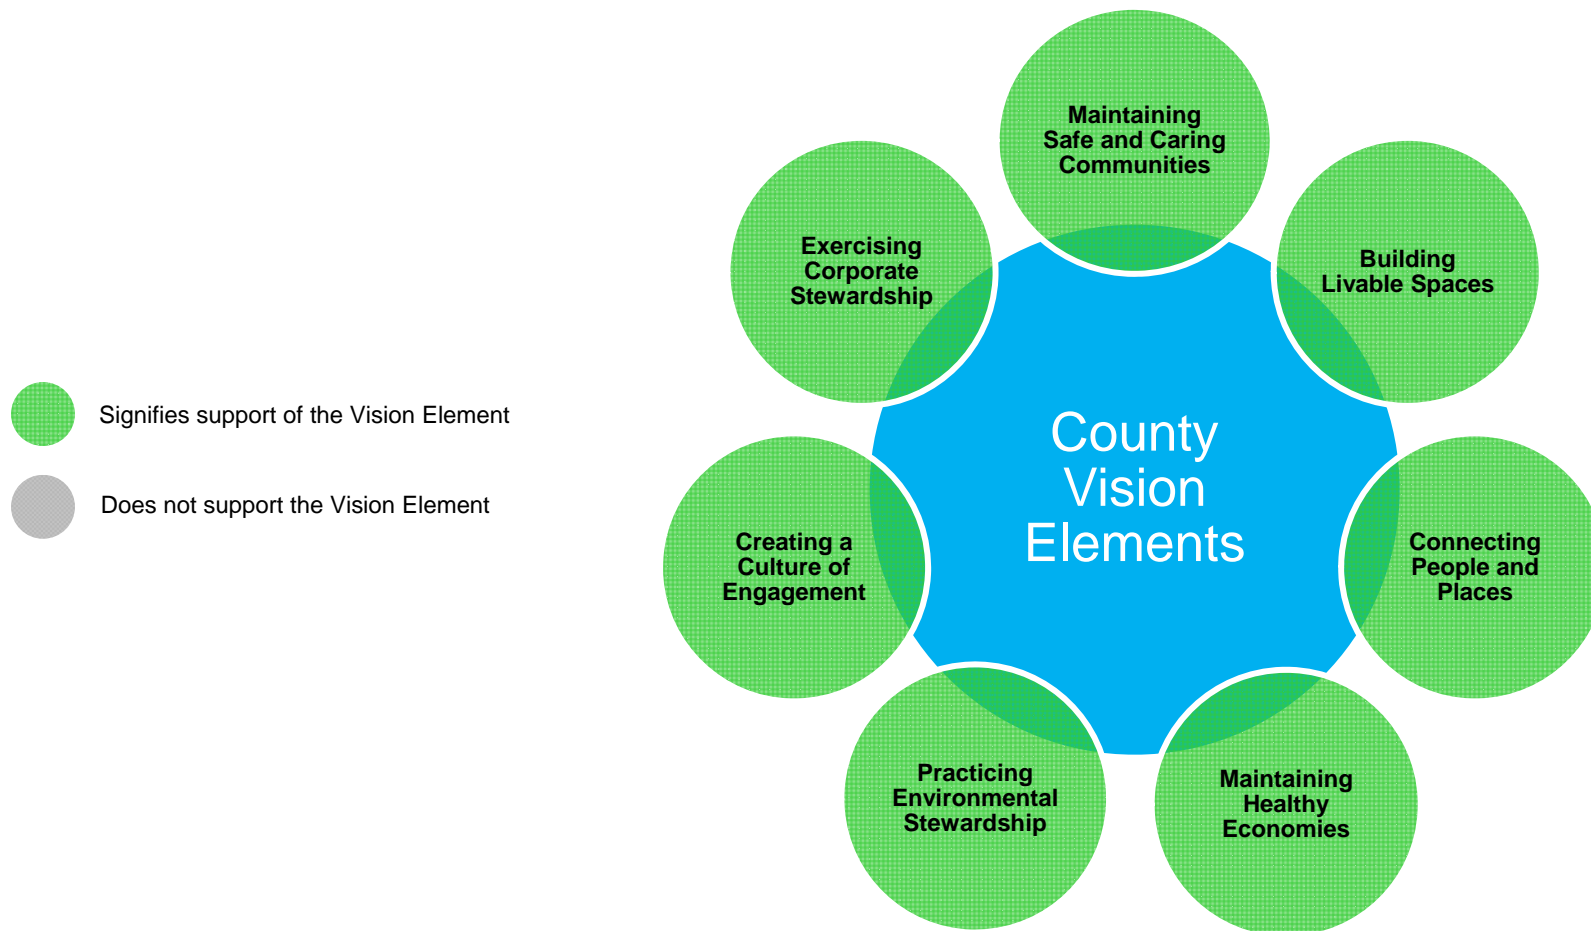 Maintaining
Safe and Caring
Communities
Exercising
Corporate
Stewardship
Building
Livable Spaces
Signifies support of the Vision Element
Does not support the Vision Element
County
Vision
Elements
Creating a
Culture of
Engagement
Connecting
People and
Places
Practicing
Environmental
Stewardship
Maintaining
Healthy
Economies